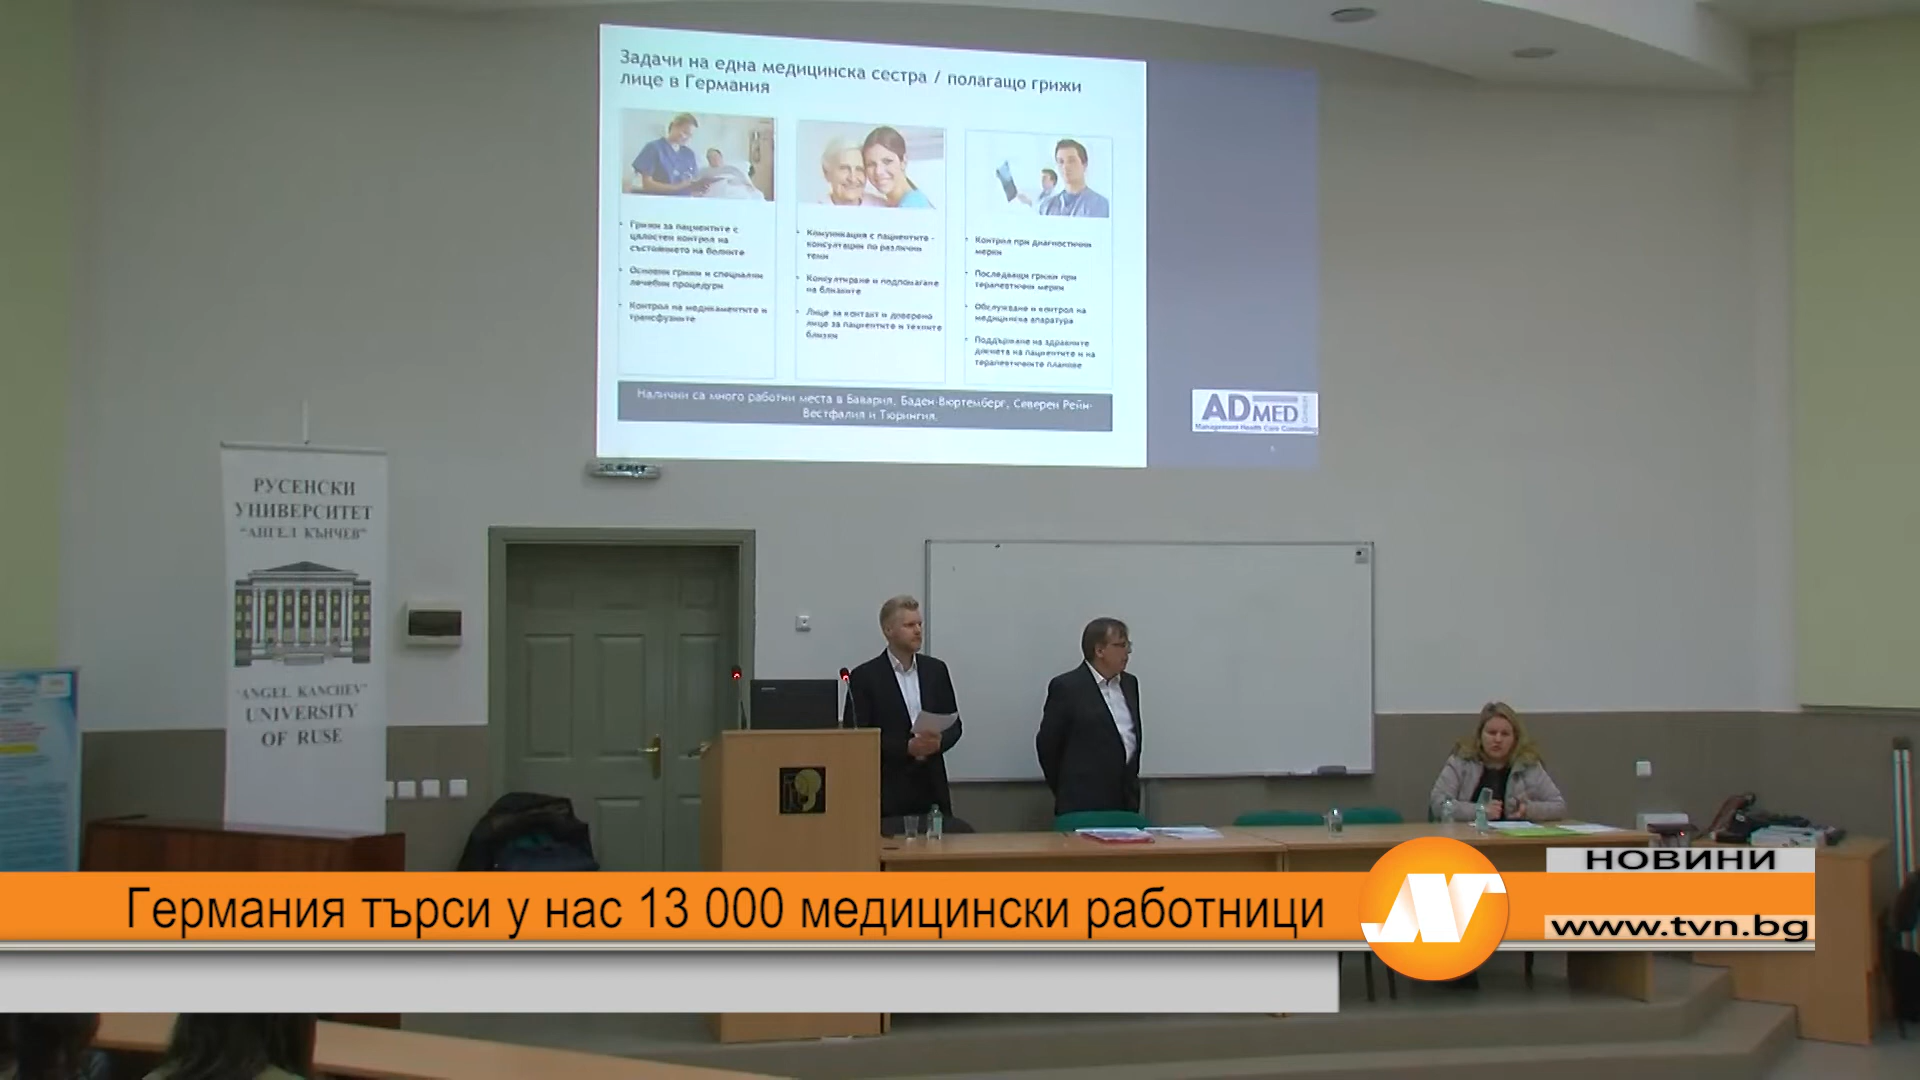 Задачи на една медицинска сестра / полагащо грижи
лице в Германия
Грижи за пациентите с
цялостен контрол на
състоянието на болните
Основни грижи и специални
лечебни процедури
Контрол на медикаментите и
трансфузиите
Комуникация с пациентите -
консултации по различни
теми
Консултиране и подпомагане
на близките
Лице за контакт и доверено
лице за пациентите и техните
близки
Контрол при диагностични
мерки
Последващи грижи при
терапевтични мерки
Обслужване и контрол на
медицинска апаратура
Поддържане на здравните
досиета на пациентите и на
терапевтичните планове
Налични са много работни места в Бавария, Баден-Вюртемберг, Северен Рейн-
Вестфалия и Тюрингия.
ADMED
Management Health Care Consulting
РУСЕНСКИ
УНИВЕРСИТЕТ
"АНГЕЛ КЪНЧЕВ"
"ANGEL KANCHEV"
UNIVERSITY
OF RUSE
Германия търси у нас 13 000 медицински работници
НОВИНИ
www.tvn.bg